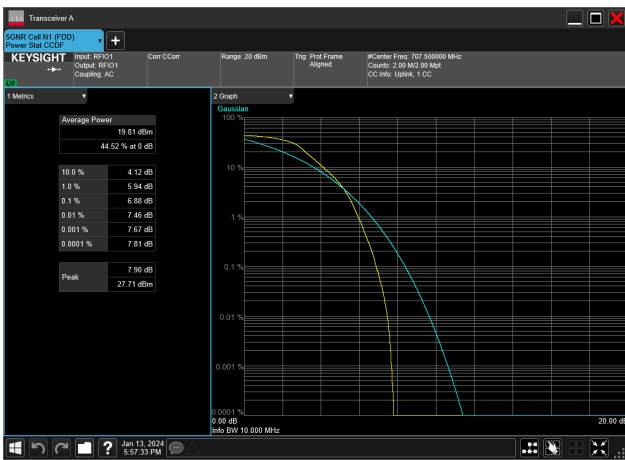 Transceiver A
5GNR Cell N1 (FDD)
Power Stat CCDF
KEYSIGHT
Input: RFIO1
Output: RFIO1
Coupling: AC
Corr CCorr
Range: 20 dBm
Trig: Prot Frame
Aligned
#Center Freq: 707.500000 MHz
Counts: 2.00 M/2.00 Mpt
CC Info: Uplink, 1 CC
1 Metrics
Average Power
19.81 dBm
44.52 % at 0 dB
10.0 % 4.12 dB
1.0 % 5.94 dB
0.1 % 6.88 dB
0.01 % 7.46 dB
0.001 % 7.67 dB
0.0001 % 7.81 dB
Peak
7.90 dB
27.71 dBm
2 Graph
Gaussian
100 %
10 %
1 %
0.1 %
0.01 %
0.001 %
0.0001 %
0.00 dB
20.00 dB
Info BW 10.000 MHz
Jan 13, 2024
5:57:33 PM